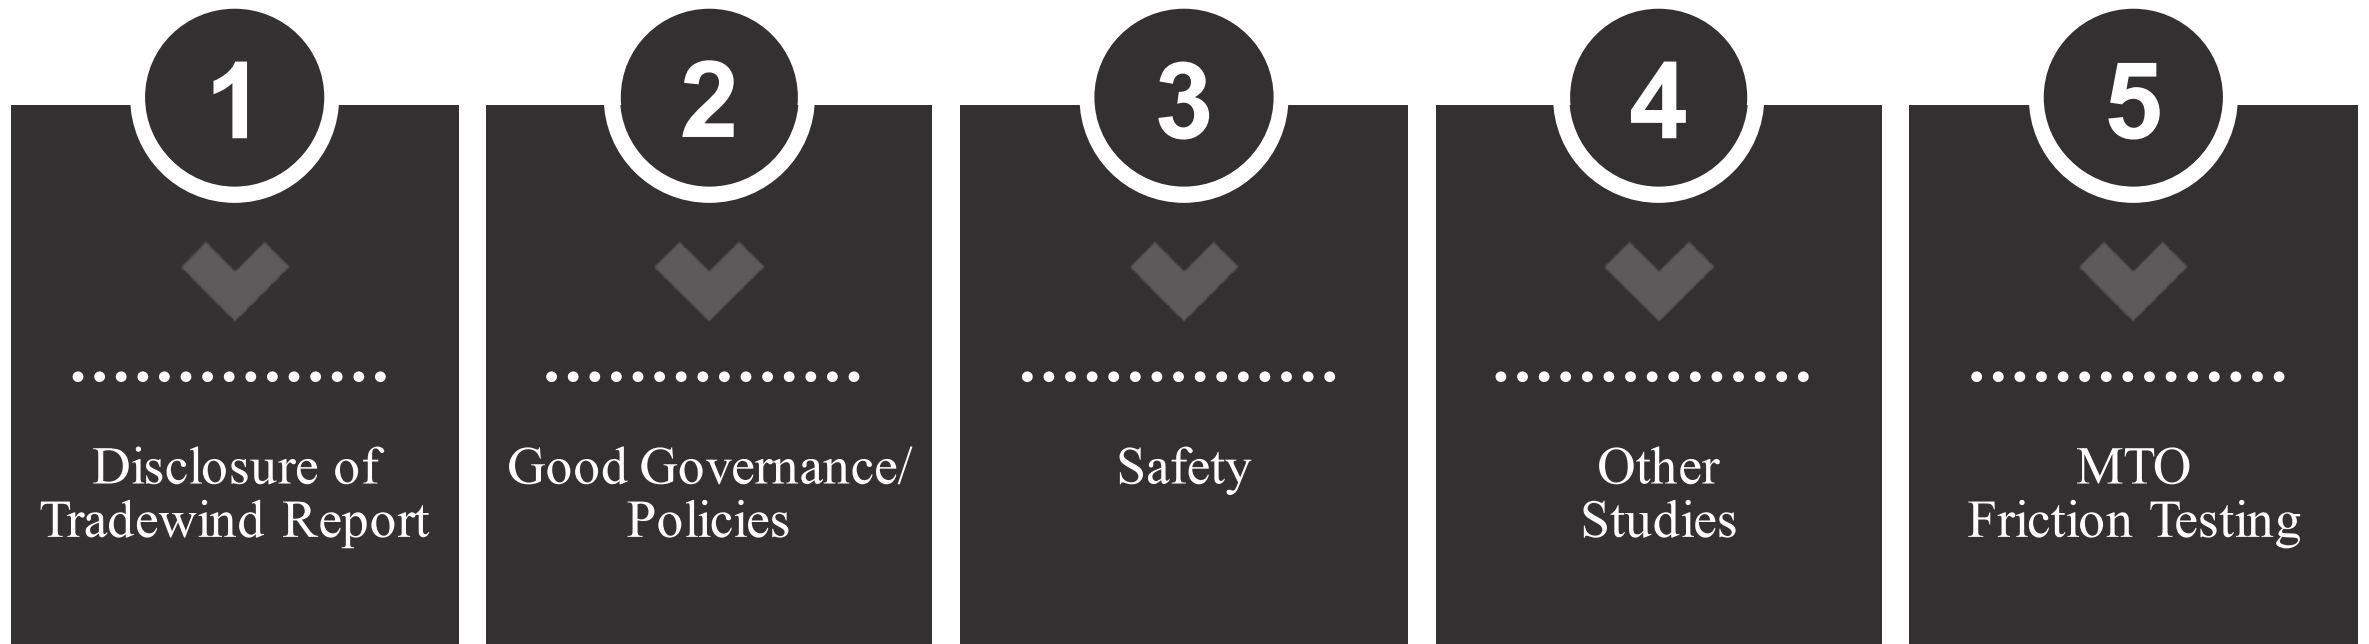 1
Disclosure of
Tradewind Report
2
Good Governance/
Policies
3
Safety
4
Other
Studies
5
MTO
Friction Testing